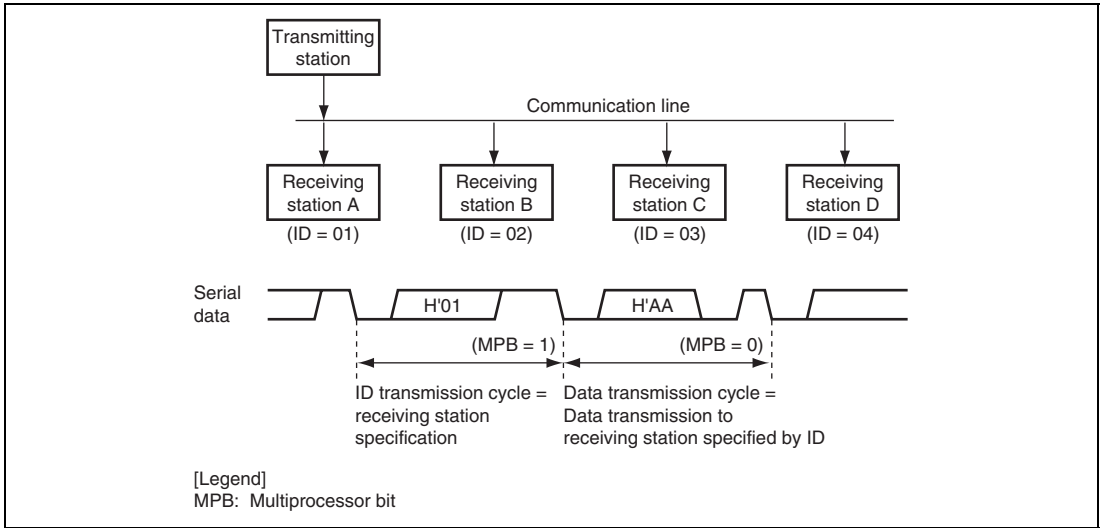 Transmitting
station
Communication line
Receiving
station A
(ID = 01)
Receiving
station B
(ID = 02)
Receiving
station C
(ID = 03)
Receiving
station D
(ID = 04)
Serial
data
H'01
H'AA
(MPB = 1)
(MPB = 0)
ID transmission cycle =
receiving station
specification
Data transmission cycle =
Data transmission to
receiving station specified by ID
[Legend]
MPB: Multiprocessor bit